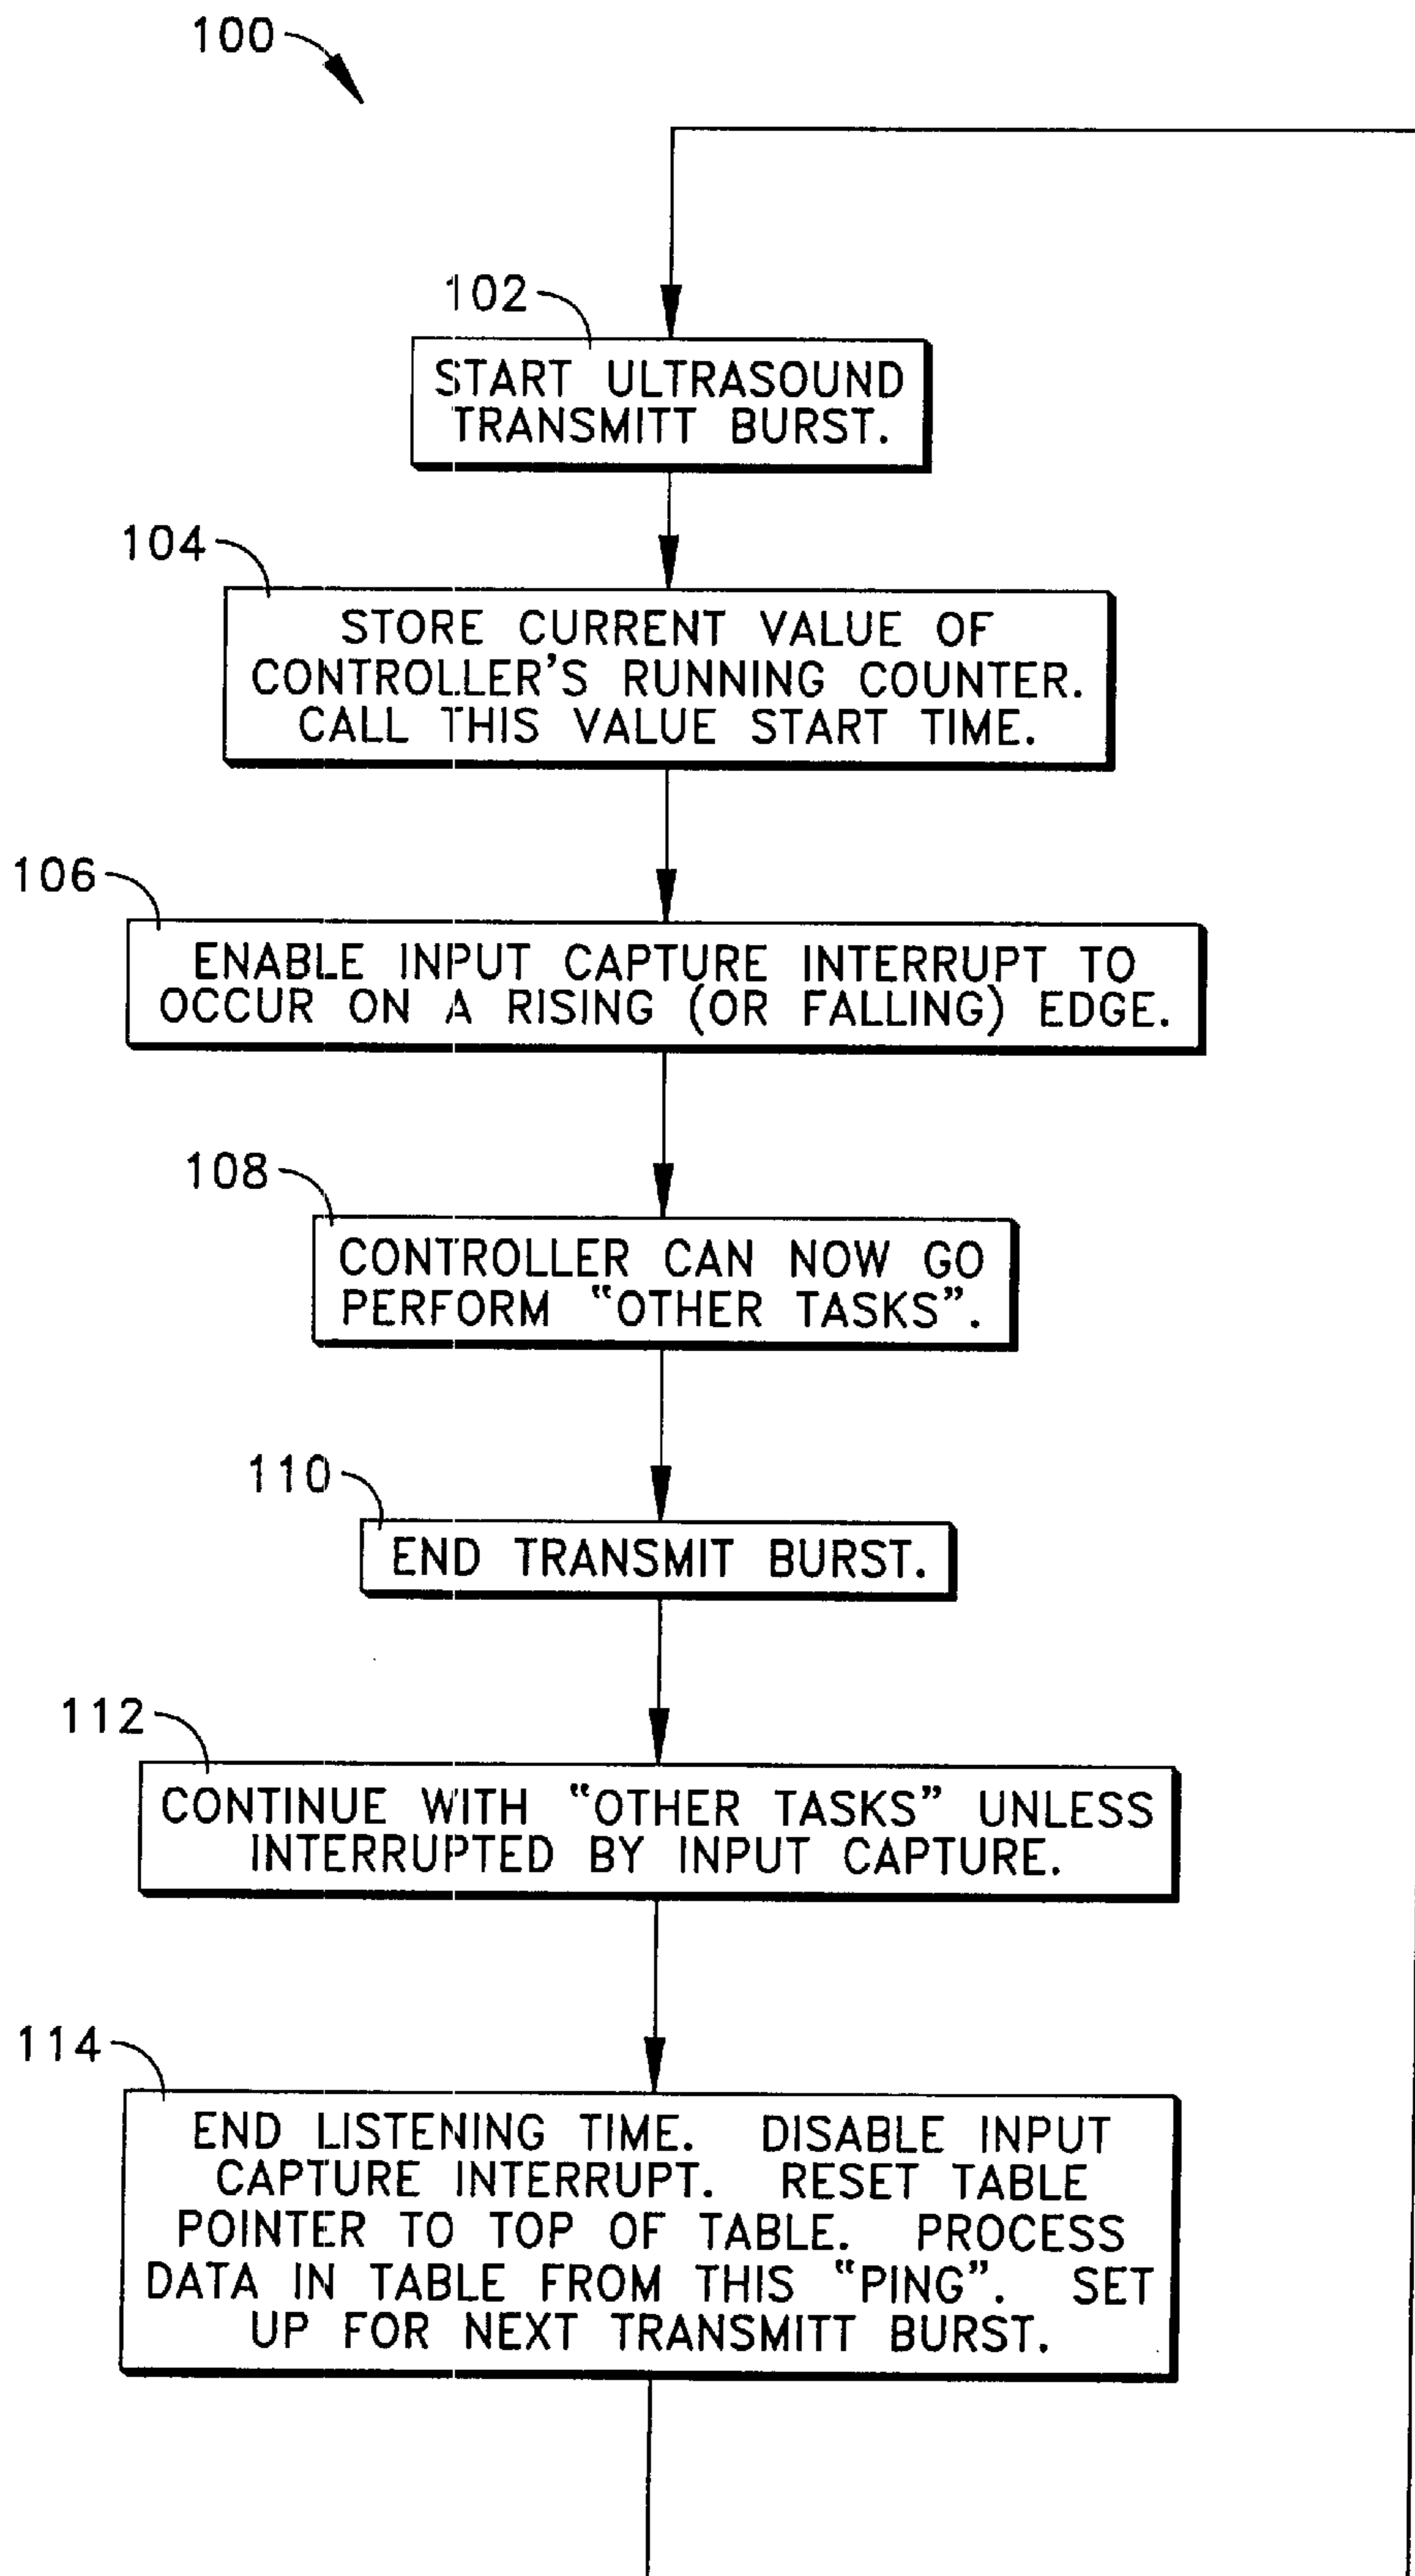 100
102
START ULTRASOUND
TRANSMITT BURST.
104
STORE CURRENT VALUE OF
CONTROLLER'S RUNNING COUNTER.
CALL THIS VALUE START TIME.
106
ENABLE INPUT CAPTURE INTERRUPT TO
OCCUR ON A RISING (OR FALLING) EDGE.
108
CONTROLLER CAN NOW GO
PERFORM “OTHER TASKS”.
110
END TRANSMIT BURST.
112
CONTINUE WITH “OTHER TASKS” UNLESS
INTERRUPTED BY INPUT CAPTURE.
114
END LISTENING TIME. DISABLE INPUT
CAPTURE INTERRUPT. RESET TABLE
POINTER TO TOP OF TABLE. PROCESS
DATA IN TABLE FROM THIS “PING”. SET
UP FOR NEXT TRANSMITT BURST.